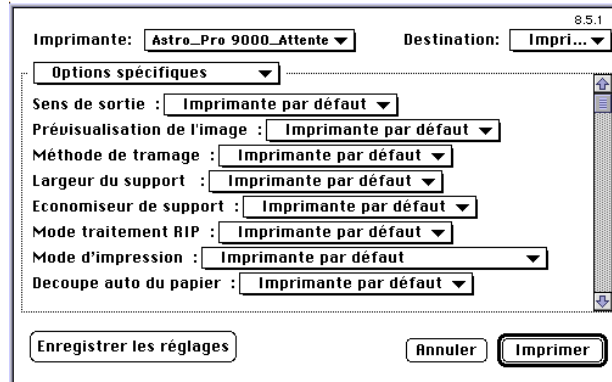 8.5.1
Imprimante: Astro_Pro 9000_Attente Destination: Impri...
Options spécifiques
Sens de sortie : Imprimante par défaut
Prévisualisation de l'image : Imprimante par défaut
Méthode de tramage : Imprimante par défaut
Largeur du support : Imprimante par défaut
Economiseur de support : Imprimante par défaut
Mode traitement RIP : Imprimante par défaut
Mode d'impression : Imprimante par défaut
Decoupe auto du papier : Imprimante par défaut
Enregistrer les réglages Annuler Imprimer